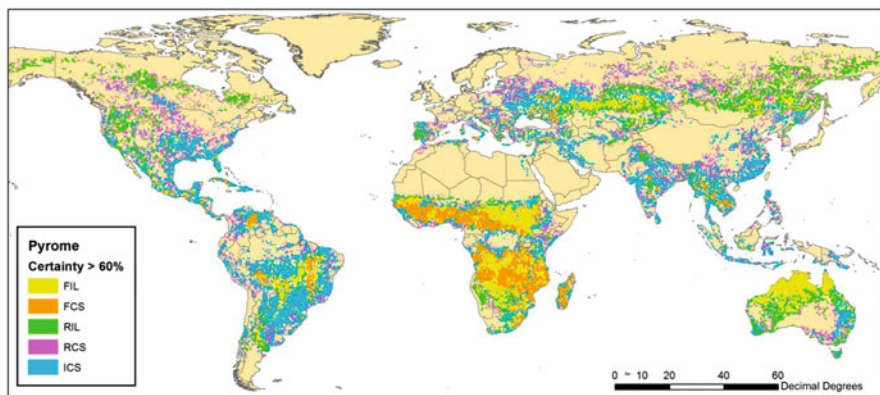 Pyrome
Certainty > 60%
FIL
FCS
RIL
RCS
ICS
0 ~ 10 20 40 60
Decimal Degrees